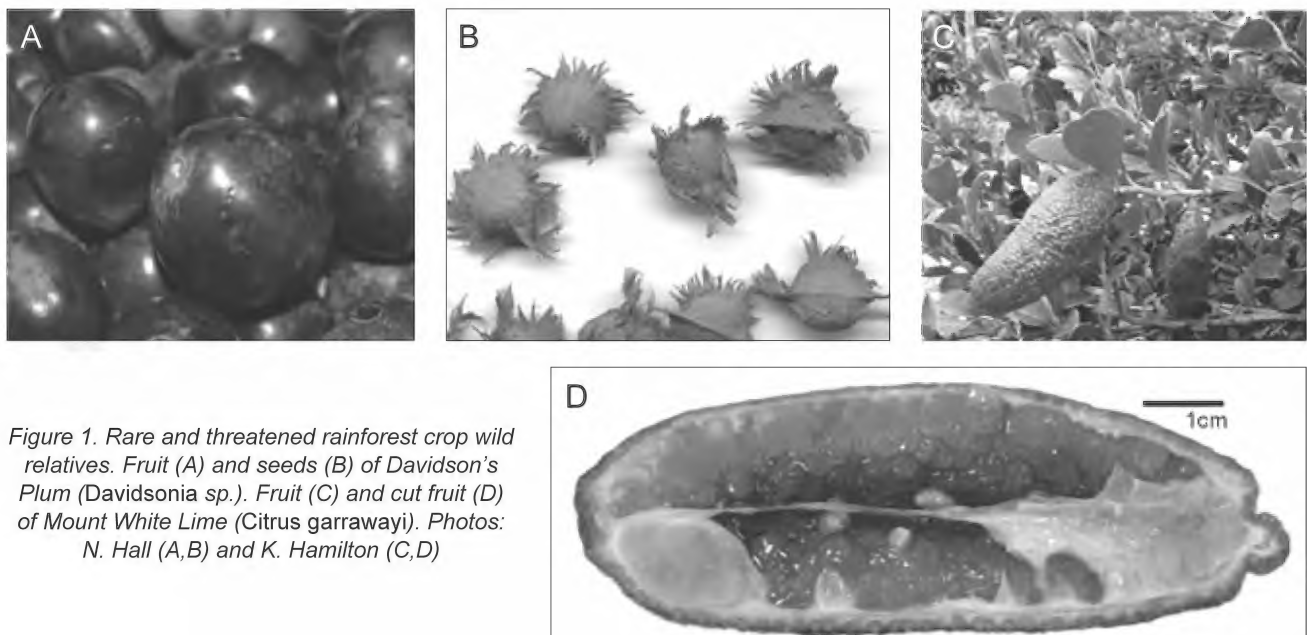 A
B
C
Figure 1. Rare and threatened rainforest crop wild
relatives. Fruit (A) and seeds (B) of Davidson's
Plum (Davidsonia sp.). Fruit (C) and cut fruit (D)
of Mount White Lime (Citrus garrawayi). Photos:
N. Hall (A,B) and K. Hamilton (C,D)
D
1cm